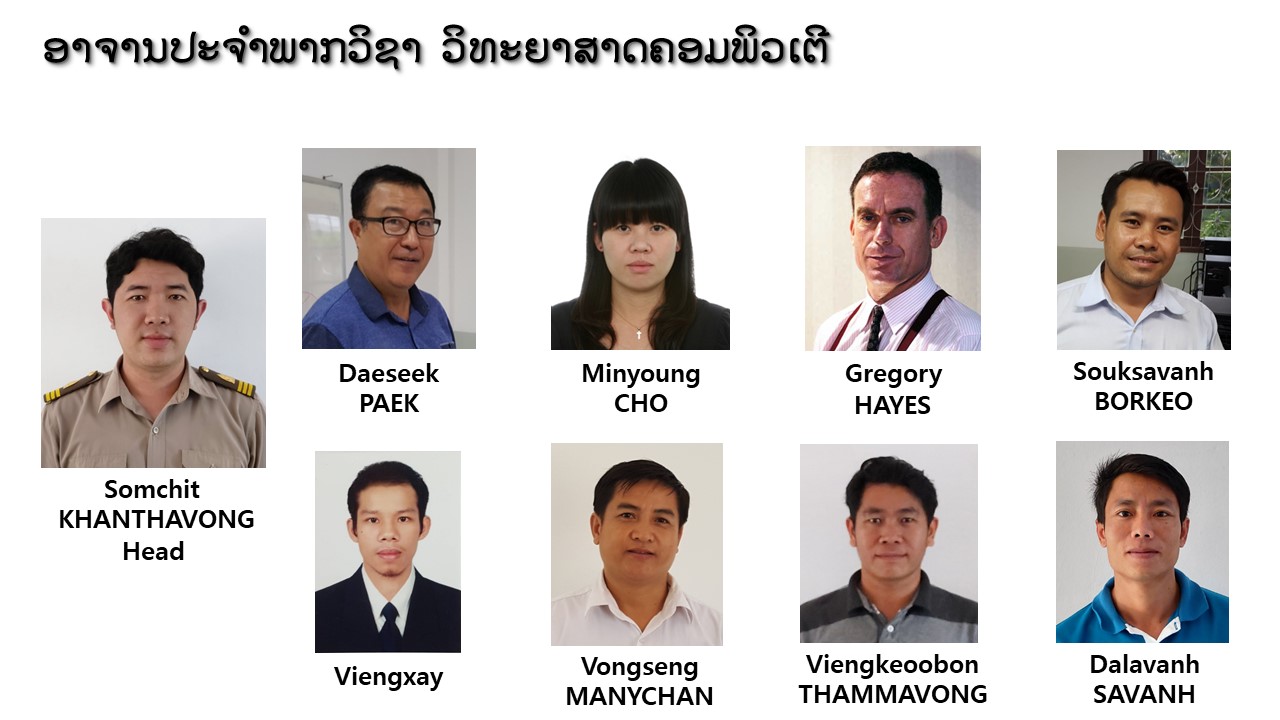 ອາຈານປະຈຳພາກວິຊາ ວິທະຍາສາດຄອມພິວເຕີ
Somchit
KHANTHAVONG
Head
Daeseek
PAEK
Minyoung
CHO
Gregory
HAYES
Souksavanh
BORKEO
Viengxay
Vongseng
MANYCHAN
Viengkeoobon
THAMMAVONG
Dalavanh
SAVANH